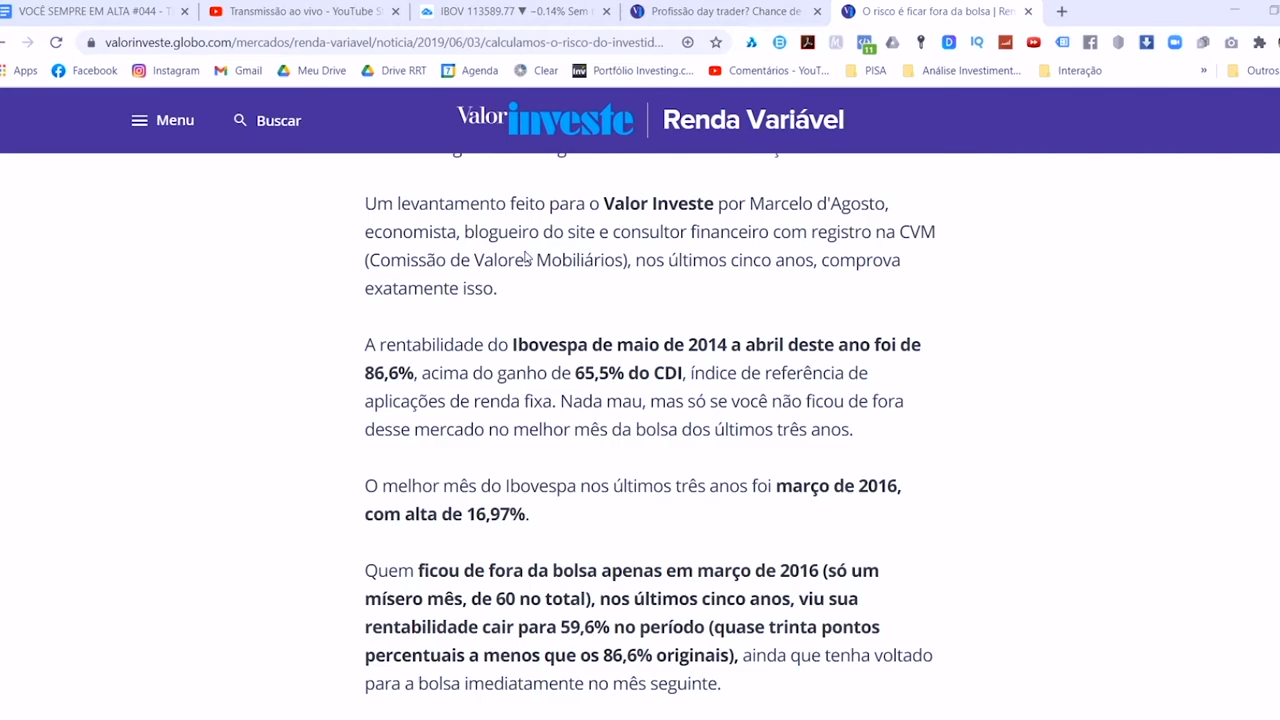 VOCÊ SEMPRE EM ALTA #044 - T
Transmissão ao vivo - YouTube S
IBOV 113589.77 ▼ −0.14% Sem
Profissão day trader? Chance de
O risco é ficar fora da bolsa | Ren
valorinveste.globo.com/mercados/renda-variavel/noticia/2019/06/03/calculamos-o-risco-do-investid...
11
Apps Facebook Instagram Gmail Meu Drive Drive RRT Agenda Clear Portfólio Investing.c... Comentários - YouT... PISA Análise Investiment... Interação » Outros
Menu Buscar Valor investe Renda Variável
Um levantamento feito para o Valor Investe por Marcelo d'Agosto,
economista, blogueiro do site e consultor financeiro com registro na CVM
(Comissão de Valores Mobiliários), nos últimos cinco anos, comprova
exatamente isso.
A rentabilidade do Ibovespa de maio de 2014 a abril deste ano foi de
86,6%, acima do ganho de 65,5% do CDI, índice de referência de
aplicações de renda fixa. Nada mau, mas só se você não ficou de fora
desse mercado no melhor mês da bolsa dos últimos três anos.
O melhor mês do Ibovespa nos últimos três anos foi março de 2016,
com alta de 16,97%.
Quem ficou de fora da bolsa apenas em março de 2016 (só um
mísero mês, de 60 no total), nos últimos cinco anos, viu sua
rentabilidade cair para 59,6% no período (quase trinta pontos
percentuais a menos que os 86,6% originais), ainda que tenha voltado
para a bolsa imediatamente no mês seguinte.